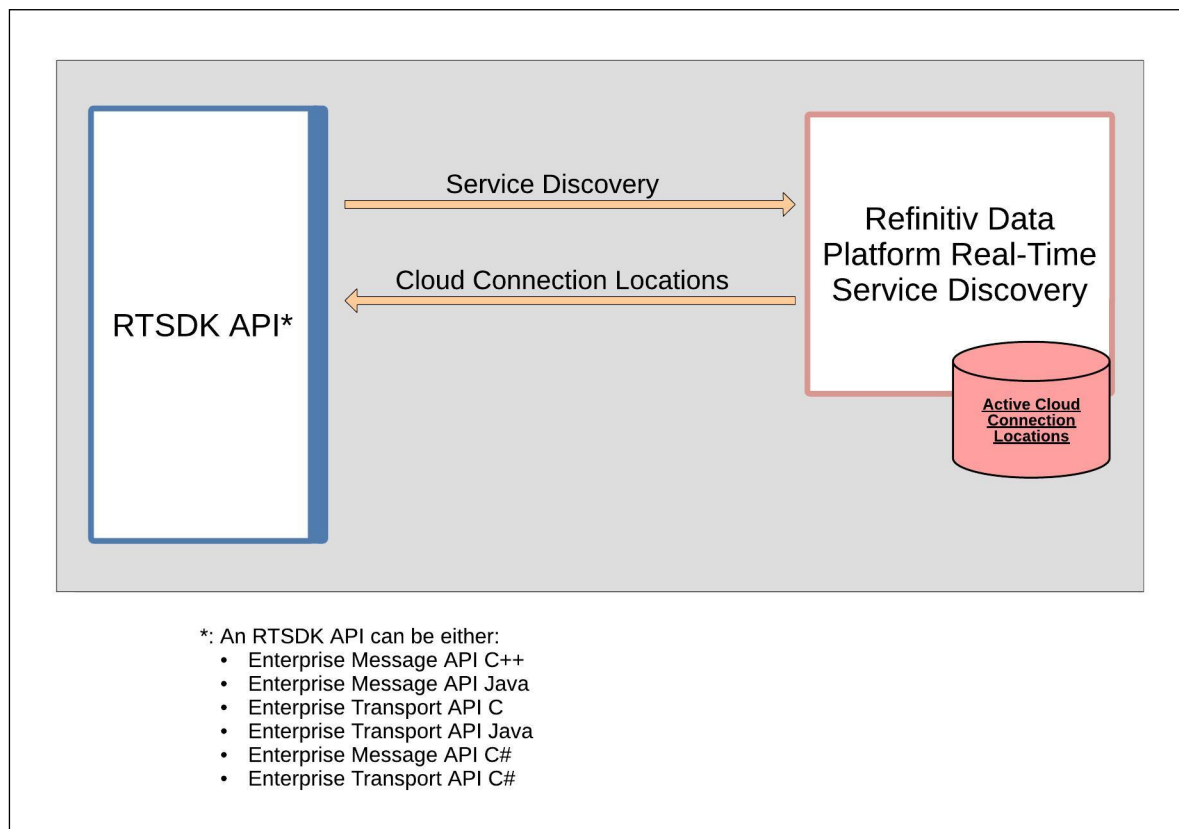 Service Discovery
Cloud Connection Locations
RTSDK API*
Refinitiv Data
Platform Real-Time
Service Discovery
Active Cloud
Connection
Locations
*: An RTSDK API can be either:
• Enterprise Message API C++
• Enterprise Message API Java
• Enterprise Transport API C
• Enterprise Transport API Java
• Enterprise Message API C#
• Enterprise Transport API C#